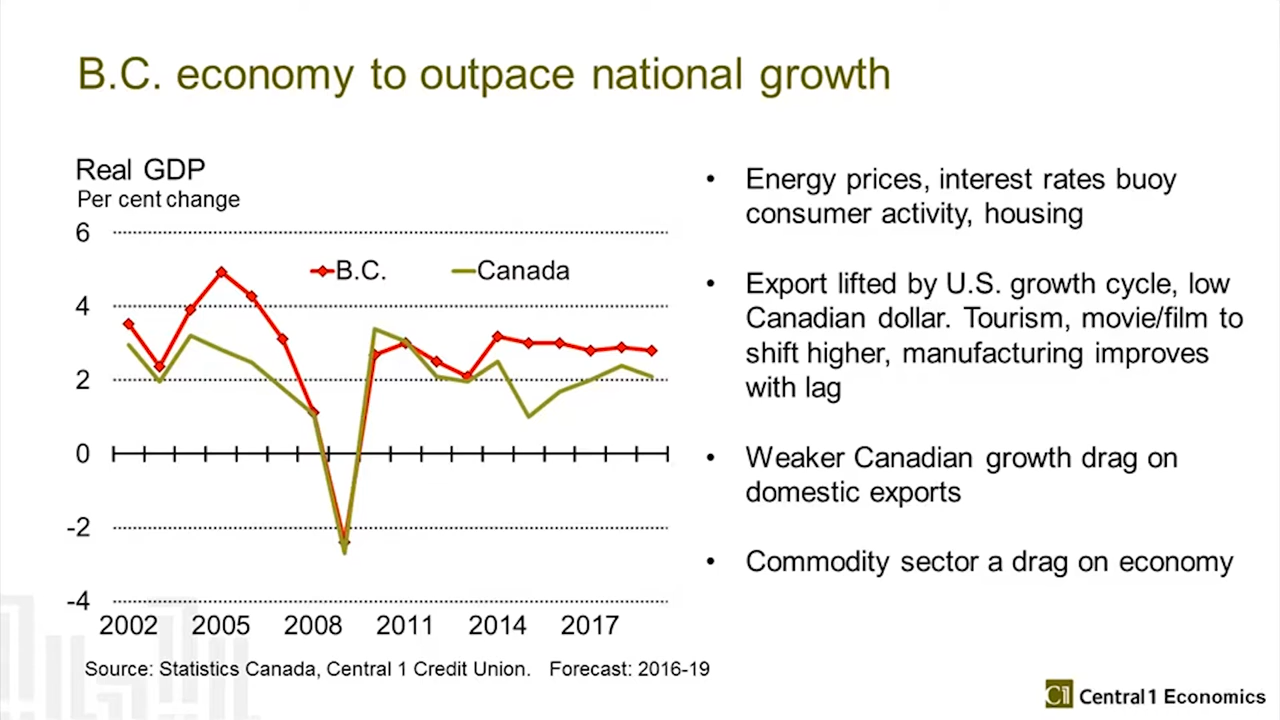 B.C. economy to outpace national growth
Real GDP
Per cent change
6
4
2
0
-2
-4
B.C.
Canada
2002 2005 2008 2011 2014 2017
Source: Statistics Canada, Central 1 Credit Union. Forecast: 2016-19
• Energy prices, interest rates buoy
consumer activity, housing
• Export lifted by U.S. growth cycle, low
Canadian dollar. Tourism, movie/film to
shift higher, manufacturing improves
with lag
• Weaker Canadian growth drag on
domestic exports
• Commodity sector a drag on economy
C1 Central 1 Economics